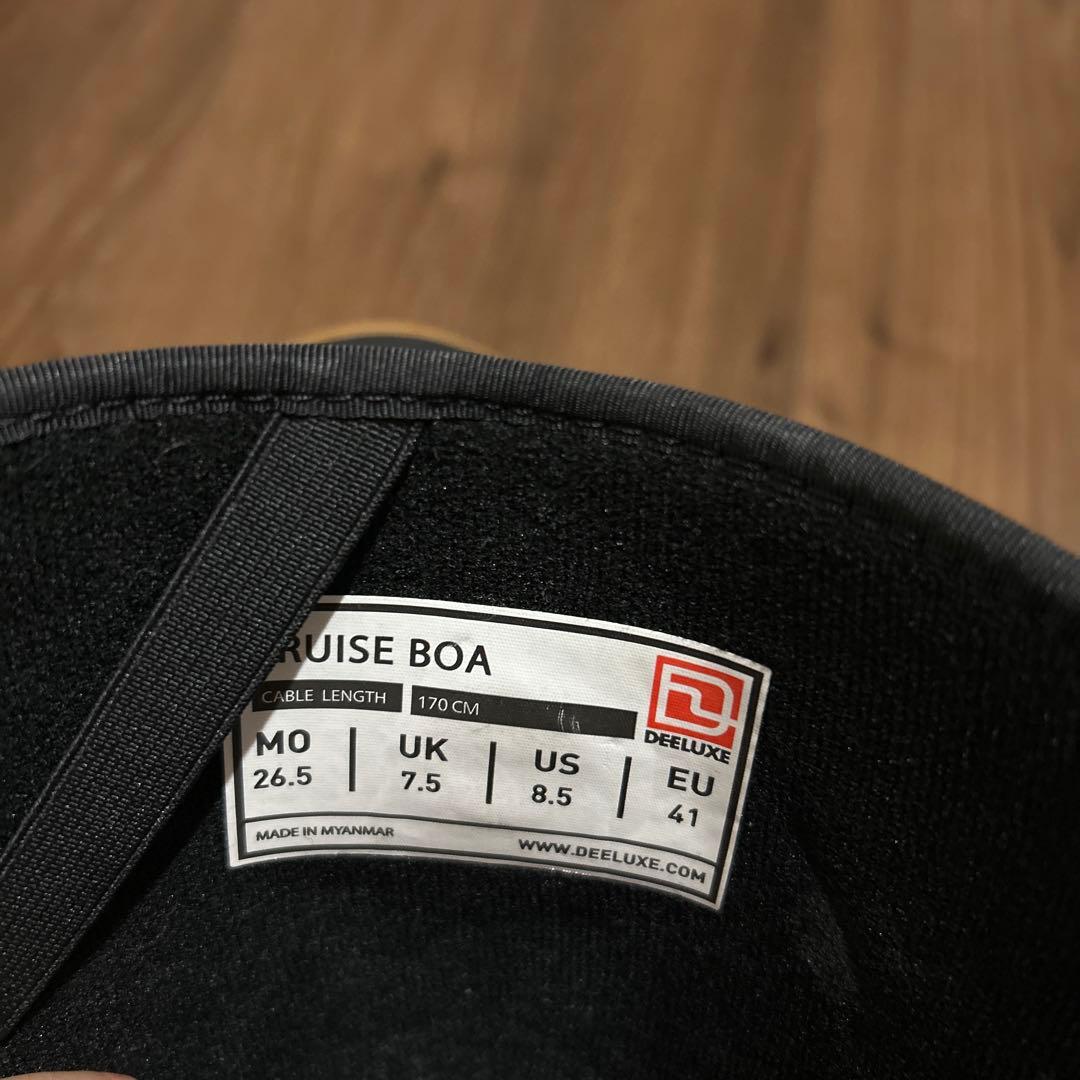 RUISE BOA
CABLE LENGTH 170 CM
DEELUXE
MO UK US EU
26.5 7.5 8.5 41
MADE IN MYANMAR
WWW.DEELUXE.COM